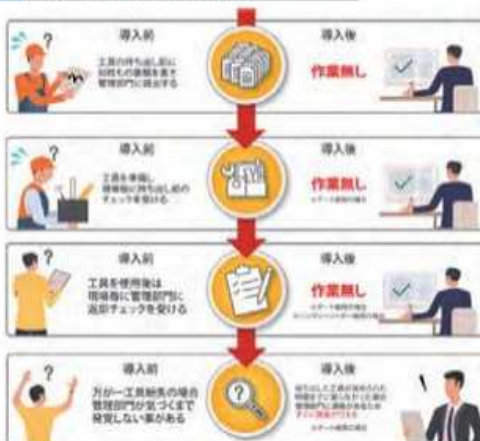 導入前
工具の持ち出し前に
何枚もの書類を書き
管理部門に提出する
導入後
作業無し
導入前
工具を準備し
現場毎に持ち出し前の
チェックを受ける
導入後
作業無し
導入前
工具を使用後は
現場毎に管理部門に
返却チェックを受ける
導入後
作業無し
導入前
万が一工具紛失の場合
管理部門が気づくまで
発覚しない事がある
導入後